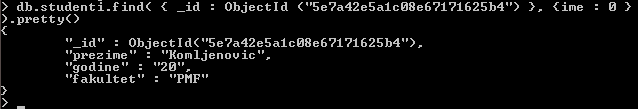 > db.studenti.find( { _id : ObjectId ("5e7a42e5a1c08e67171625b4") }, {ime : 0 }
).pretty()
{
        "_id" : ObjectId("5e7a42e5a1c08e67171625b4"),
        "prezime" : "Komljenovic",
        "godine" : "20",
        "fakultet" : "PMF"
}
>